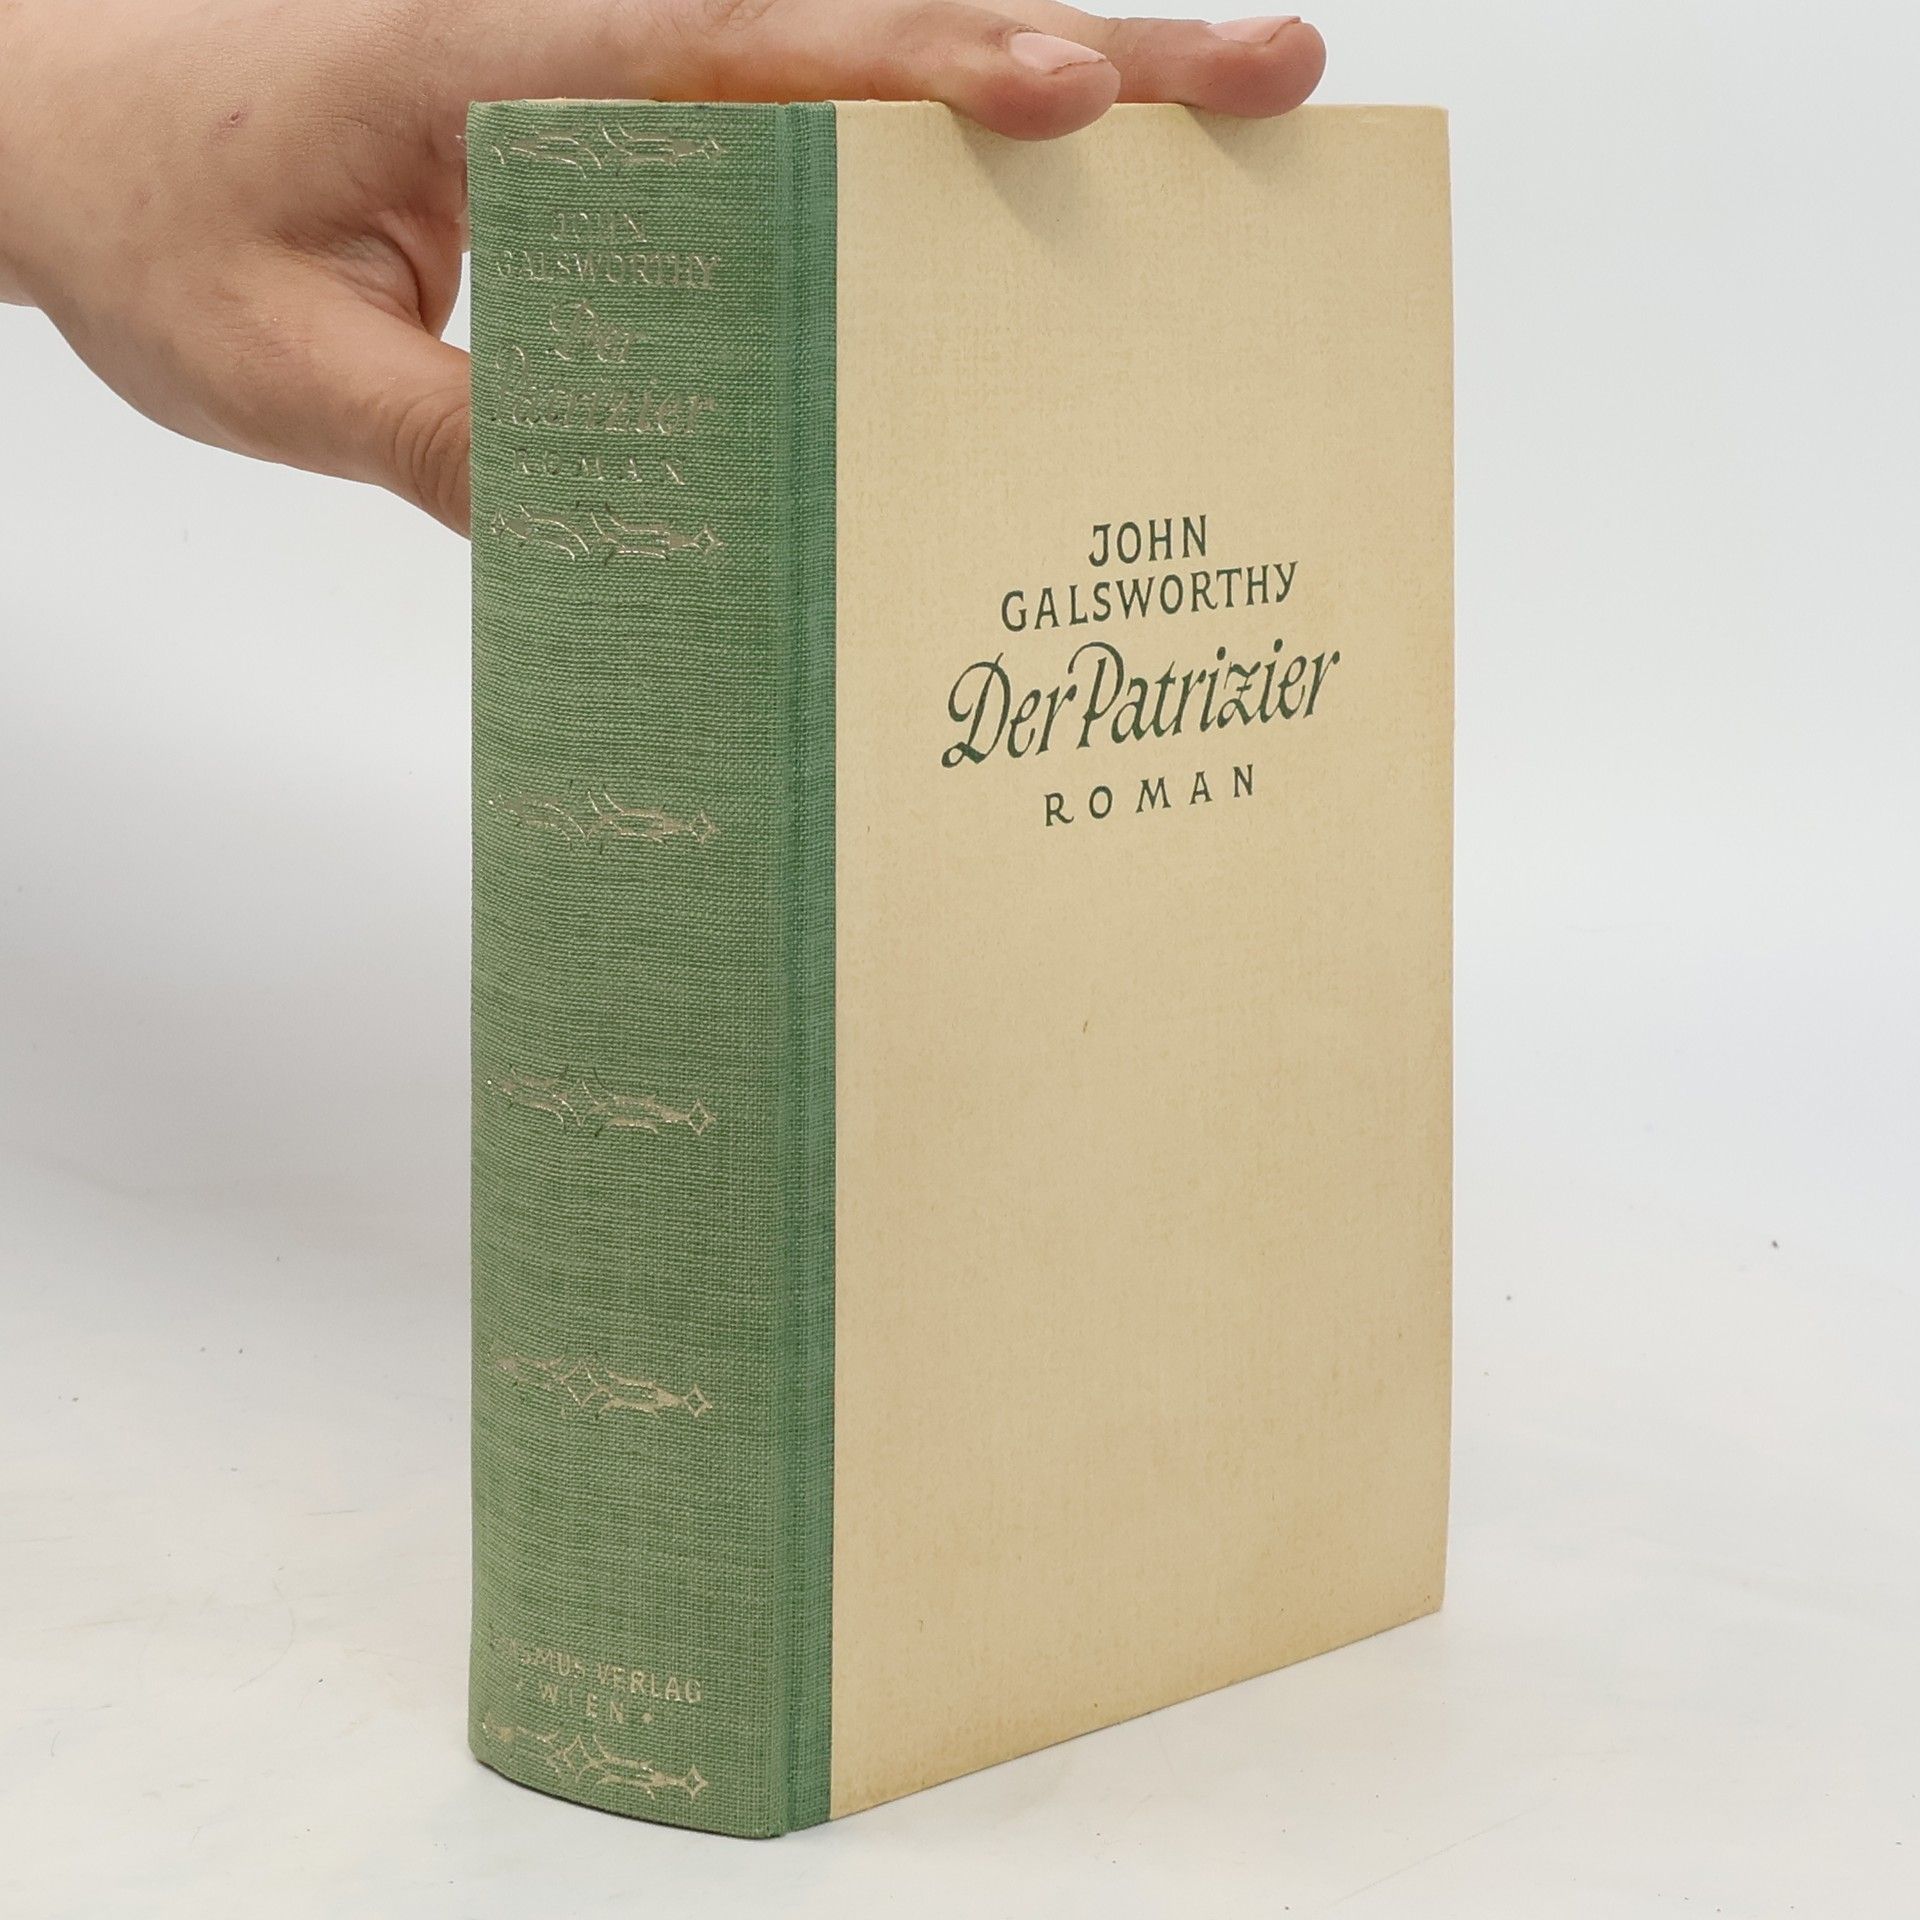 JOHN
GALSWORTHY
Der
Patrizier
ROMAN
VERLAG
WIEN
JOHN
GALSWORTHY
Der Patrizier
ROMAN